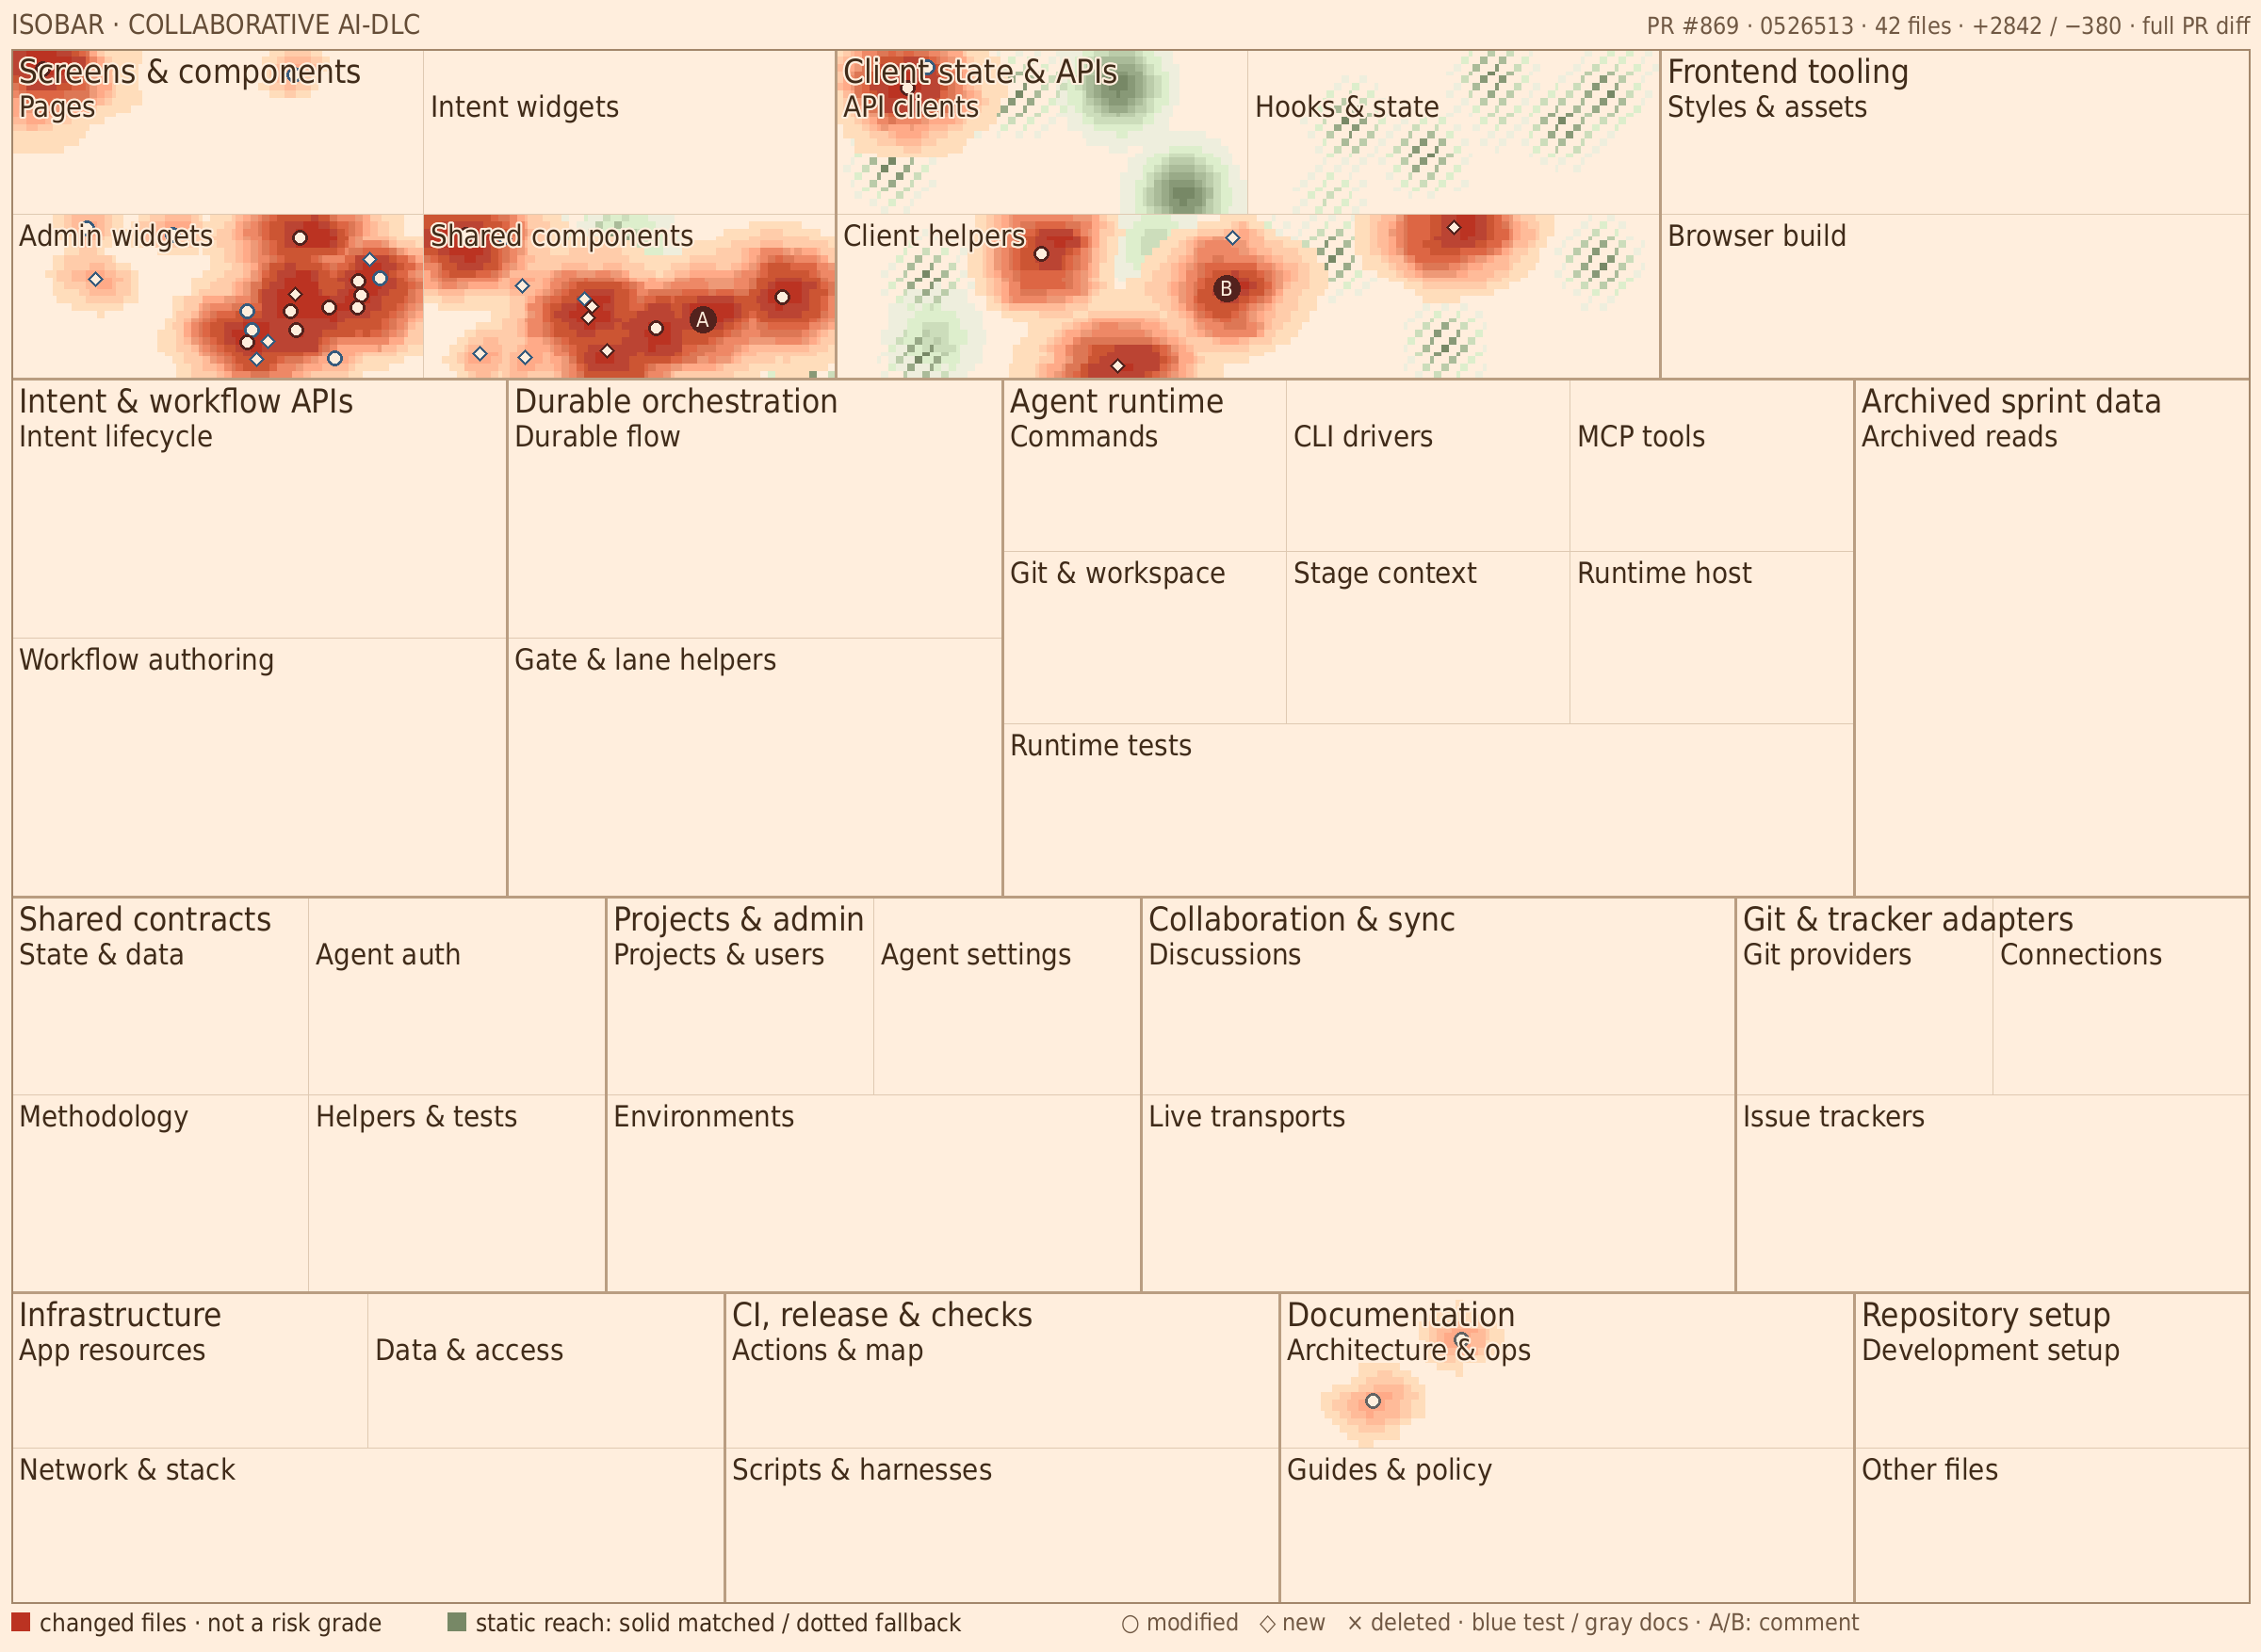 ISOBAR · COLLABORATIVE AI-DLC
PR #869 · 0526513 · 42 files · +2842 / −380 · full PR diff
Screens & components
Pages
Intent widgets
Client state & APIs
API clients
Hooks & state
Frontend tooling
Styles & assets
Admin widgets
Shared components
Client helpers
Browser build
A
B
Intent & workflow APIs
Intent lifecycle
Durable orchestration
Durable flow
Agent runtime
Commands
CLI drivers
MCP tools
Archived sprint data
Archived reads
Git & workspace
Stage context
Runtime host
Workflow authoring
Gate & lane helpers
Runtime tests
Shared contracts
State & data
Agent auth
Projects & admin
Projects & users
Agent settings
Collaboration & sync
Discussions
Git & tracker adapters
Git providers
Connections
Methodology
Helpers & tests
Environments
Live transports
Issue trackers
Infrastructure
App resources
Data & access
CI, release & checks
Actions & map
Documentation
Architecture & ops
Repository setup
Development setup
Network & stack
Scripts & harnesses
Guides & policy
Other files
changed files · not a risk grade
static reach: solid matched / dotted fallback
○ modified ◇ new × deleted · blue test / gray docs · A/B: comment